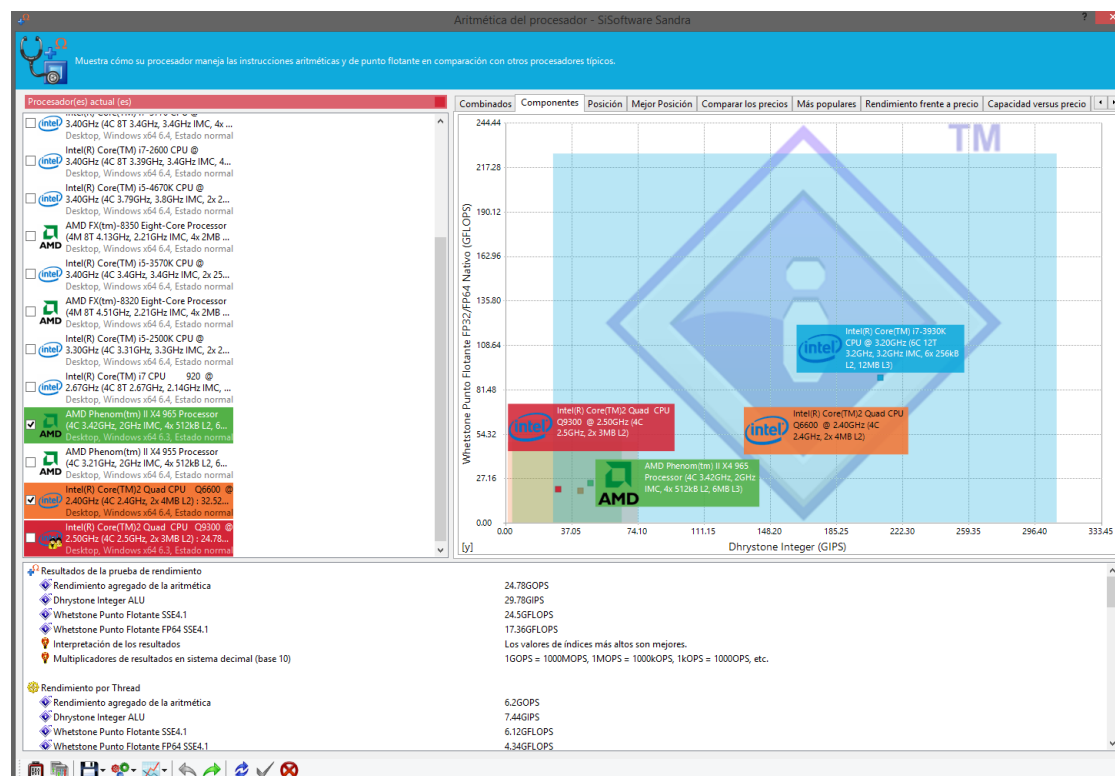 Aritmética del procesador - SiSoftware Sandra
?
Muestra cómo su procesador maneja las instrucciones aritméticas y de punto flotante en comparación con otros procesadores típicos.
Procesador(es) actual (es)
3.40GHz (4C 8T 3.4GHz, 3.4GHz IMC, 4x ...
Desktop, Windows x64 6.4, Estado normal
Intel(R) Core(TM) i7-2600 CPU @
3.40GHz (4C 8T 3.39GHz, 3.4GHz IMC, 4...
Desktop, Windows x64 6.4, Estado normal
Intel(R) Core(TM) i5-4670K CPU @
3.40GHz (4C 3.79GHz, 3.8GHz IMC, 2x 2...
Desktop, Windows x64 6.4, Estado normal
AMD FX(tm)-8350 Eight-Core Processor
(4M 8T 4.13GHz, 2.21GHz IMC, 4x 2MB ...
Desktop, Windows x64 6.4, Estado normal
Intel(R) Core(TM) i5-3570K CPU @
3.40GHz (4C 3.4GHz, 3.4GHz IMC, 2x 25...
Desktop, Windows x64 6.4, Estado normal
AMD FX(tm)-8320 Eight-Core Processor
(4M 8T 4.51GHz, 2.21GHz IMC, 4x 2MB ...
Desktop, Windows x64 6.4, Estado normal
Intel(R) Core(TM) i5-2500K CPU @
3.30GHz (4C 3.31GHz, 3.3GHz IMC, 2x 2...
Desktop, Windows x64 6.4, Estado normal
Intel(R) Core(TM) i7 CPU 920 @
2.67GHz (4C 8T 2.67GHz, 2.14GHz IMC, ...
Desktop, Windows x64 6.4, Estado normal
AMD Phenom(tm) II X4 965 Processor
(4C 3.42GHz, 2GHz IMC, 4x 512kB L2, 6...
Desktop, Windows x64 6.3, Estado normal
AMD Phenom(tm) II X4 955 Processor
(4C 3.21GHz, 2GHz IMC, 4x 512kB L2, 6...
Desktop, Windows x64 6.4, Estado normal
Intel(R) Core(TM)2 Quad CPU Q6600 @
2.40GHz (4C 2.4GHz, 2x 4MB L2) : 32.52...
Desktop, Windows x64 6.4, Estado normal
Intel(R) Core(TM)2 Quad CPU Q9300 @
2.50GHz (4C 2.5GHz, 2x 3MB L2) : 24.78...
Desktop, Windows x64 6.3, Estado normal
Combinados Componentes Posición Mejor Posición Comparar los precios Más populares Rendimiento frente a precio Capacidad versus precio
TM
Whetstone Punto Flotante FP32/FP64 Nativo (GFLOPS)
244.44
217.28
190.12
162.96
135.80
108.64
81.48
54.32
27.16
0.00
Intel(R) Core(TM) i7-3930K
CPU @ 3.20GHz (6C 12T
3.2GHz, 3.2GHz IMC, 6x 256kB
L2, 12MB L3)
Intel(R) Core(TM)2 Quad CPU
Q9300 @ 2.50GHz (4C
2.5GHz, 2x 3MB L2)
Intel(R) Core(TM)2 Quad CPU
Q6600 @ 2.40GHz (4C
2.4GHz, 2x 4MB L2)
AMD Phenom(tm) II X4 965
Processor (4C 3.42GHz, 2GHz
IMC, 4x 512kB L2, 6MB L3)
AMD
0.00 37.05 74.10 111.15 148.20 185.25 222.30 259.35 296.40 333.45
[y] Dhrystone Integer (GIPS)
Resultados de la prueba de rendimiento
Rendimiento agregado de la aritmética 24.78GOPS
Dhrystone Integer ALU 29.78GIPS
Whetstone Punto Flotante SSE4.1 24.5GFLOPS
Whetstone Punto Flotante FP64 SSE4.1 17.36GFLOPS
Interpretación de los resultados Los valores de índices más altos son mejores.
Multiplicadores de resultados en sistema decimal (base 10) 1GOPS = 1000MOPS, 1MOPS = 1000kOPS, 1kOPS = 1000OPS, etc.
Rendimiento por Thread
Rendimiento agregado de la aritmética 6.2GOPS
Dhrystone Integer ALU 7.44GIPS
Whetstone Punto Flotante SSE4.1 6.12GFLOPS
Whetstone Punto Flotante FP64 SSE4.1 4.34GFLOPS